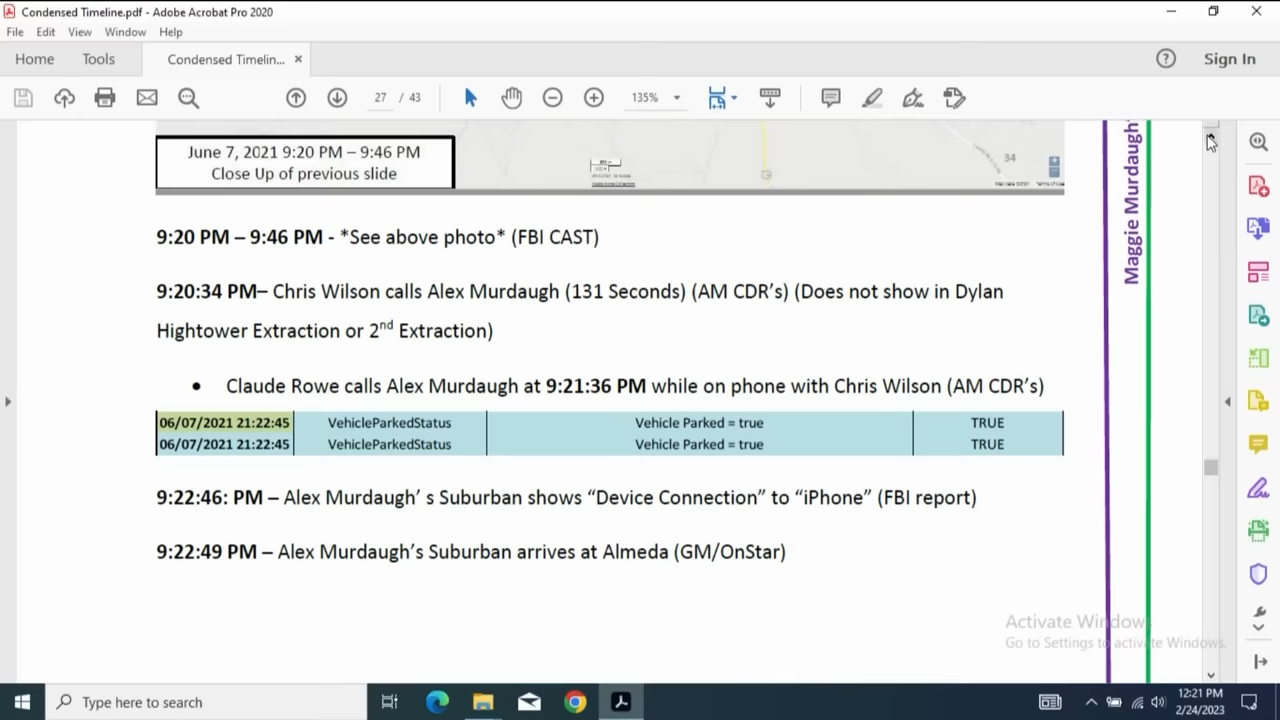 Condensed Timeline.pdf - Adobe Acrobat Pro 2020
File Edit View Window Help
Home Tools Condensed Timelin... × Sign In
27 / 43 135%
June 7, 2021 9:20 PM – 9:46 PM
Close Up of previous slide
34
Maggie Murdaugh'
9:20 PM – 9:46 PM - *See above photo* (FBI CAST)
9:20:34 PM– Chris Wilson calls Alex Murdaugh (131 Seconds) (AM CDR's) (Does not show in Dylan
Hightower Extraction or 2nd Extraction)
• Claude Rowe calls Alex Murdaugh at 9:21:36 PM while on phone with Chris Wilson (AM CDR's)
06/07/2021 21:22:45 VehicleParkedStatus Vehicle Parked = true TRUE
06/07/2021 21:22:45 VehicleParkedStatus Vehicle Parked = true TRUE
9:22:46: PM – Alex Murdaugh' s Suburban shows “Device Connection” to “iPhone” (FBI report)
9:22:49 PM – Alex Murdaugh's Suburban arrives at Almeda (GM/OnStar)
Activate Windows
Go to Settings to activate Windows.
Type here to search
12:21 PM
2/24/2023